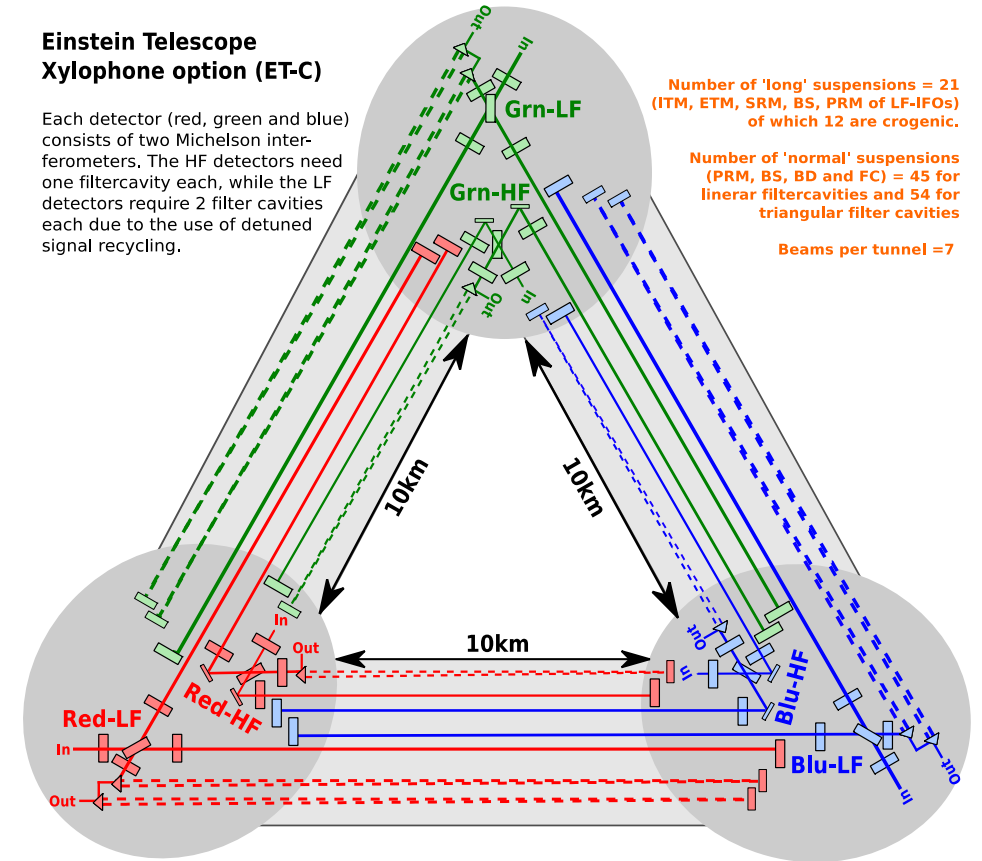 Einstein Telescope
Xylophone option (ET-C)
Each detector (red, green and blue)
consists of two Michelson inter-
ferometers. The HF detectors need
one filtercavity each, while the LF
detectors require 2 filter cavities
each due to the use of detuned
signal recycling.
Number of 'long' suspensions = 21
(ITM, ETM, SRM, BS, PRM of LF-IFOs)
of which 12 are crogenic.
Number of 'normal' suspensions
(PRM, BS, BD and FC) = 45 for
linerar filtercavities and 54 for
triangular filter cavities
Beams per tunnel =7
Out
In
Grn-LF
Grn-HF
Out
In
10km
10km
10km
In
Out
Red-HF
Red-LF
In
Out
Out
In
Blu-HF
Blu-LF
Out
In